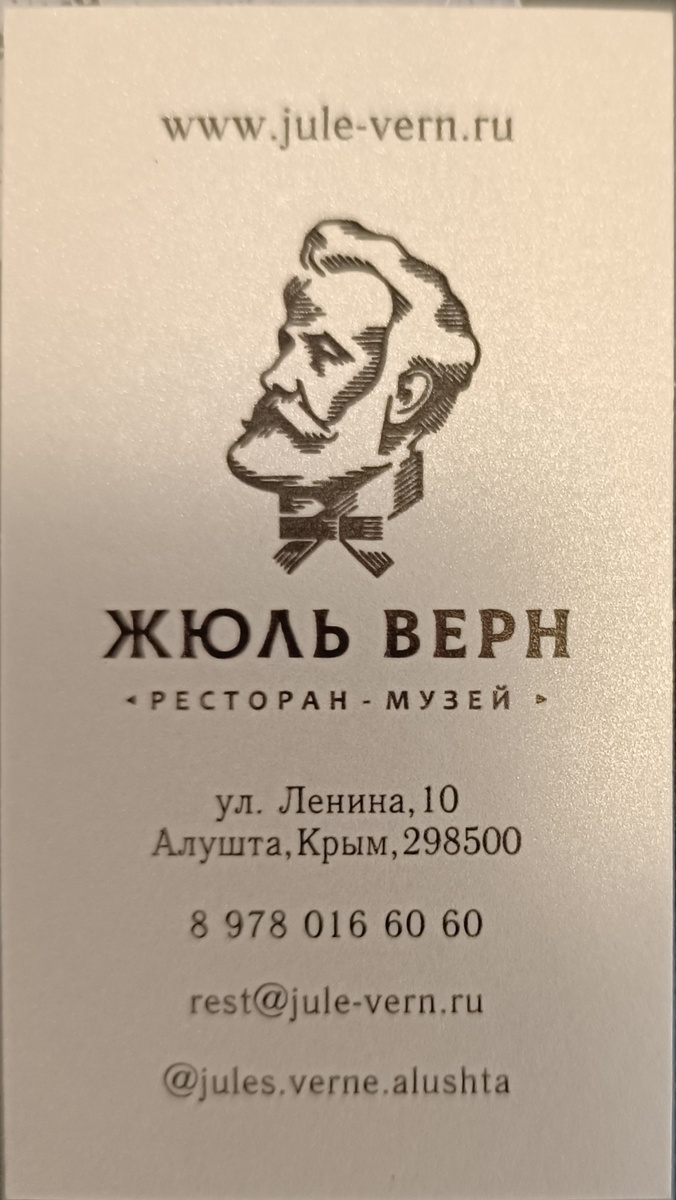 www.jule-vern.ru
ЖЮЛЬ ВЕРН
РЕСТОРАН - МУЗЕЙ
ул. Ленина,10
Алушта,Крым,298500
8 978 016 60 60
rest@jule-vern.ru
@jules.verne.alushta